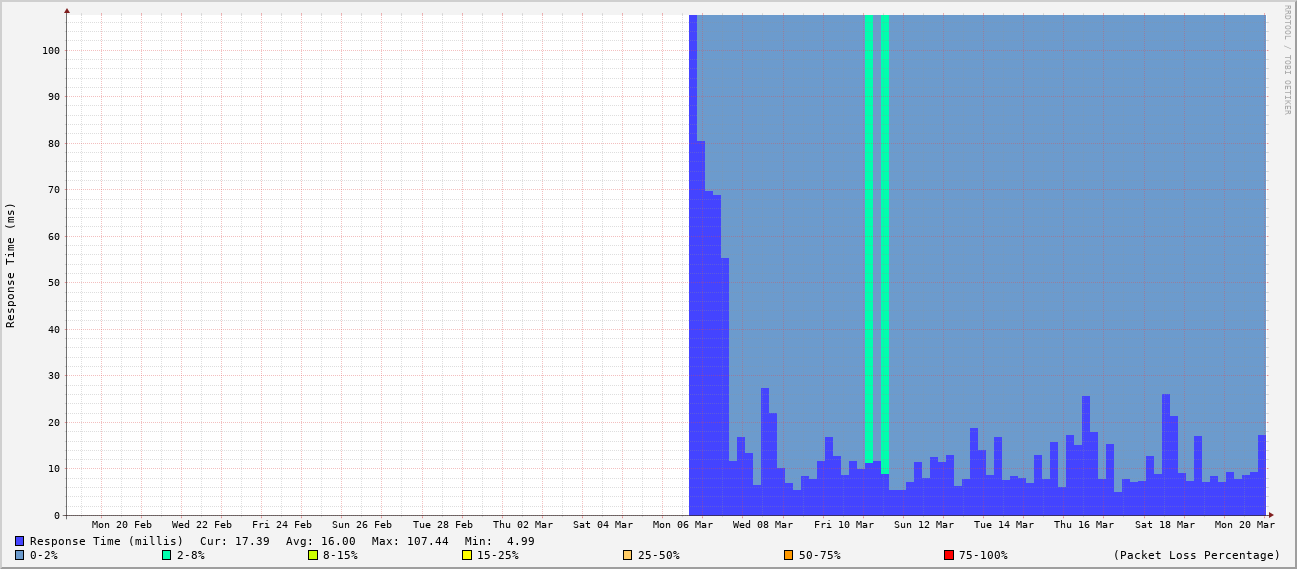 RRDTOOL / TOBI OETIKER
Response Time (ms)
100
90
80
70
60
50
40
30
20
10
0
Mon 20 Feb Wed 22 Feb Fri 24 Feb Sun 26 Feb Tue 28 Feb Thu 02 Mar Sat 04 Mar Mon 06 Mar Wed 08 Mar Fri 10 Mar Sun 12 Mar Tue 14 Mar Thu 16 Mar Sat 18 Mar Mon 20 Mar
Response Time (millis) Cur: 17.39 Avg: 16.00 Max: 107.44 Min: 4.99
0-2% 2-8% 8-15% 15-25% 25-50% 50-75% 75-100% (Packet Loss Percentage)